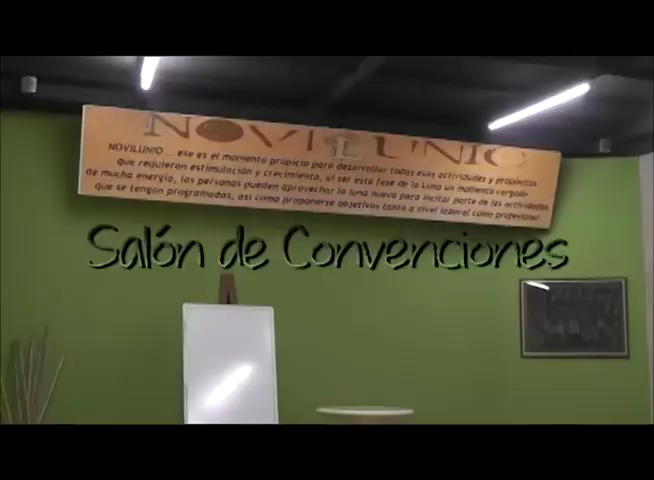 NOVILUNIO
NOVILUNIO... ese es el momento propicio para desarrollar todas esas actividades y propósitos
que requieran estimulación y crecimiento, al ser esta fase de la Luna un momento cargado
de mucha energía, las personas pueden aprovechar la luna nueva para iniciar parte de las actividades
que se tengan programadas, así como proponerse objetivos tanto a nivel laboral como profesional
Salón de Convenciones